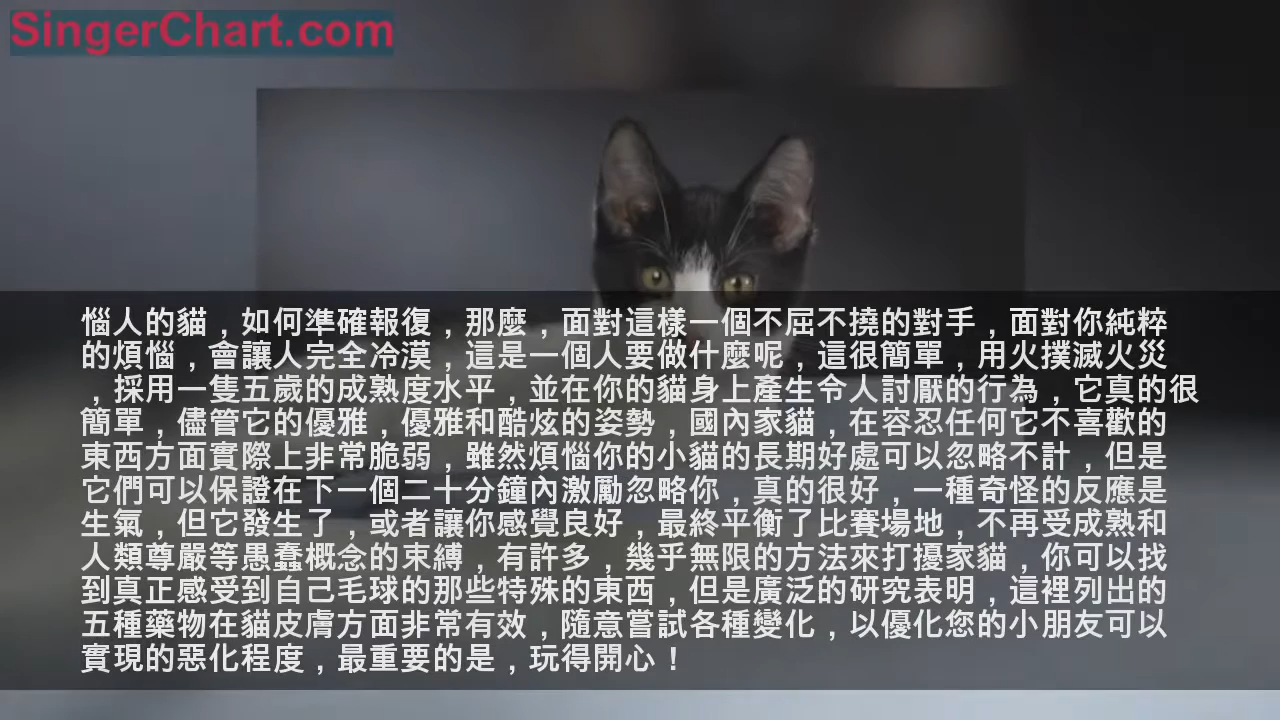 SingerChart.com
惱人的貓，如何準確報復，那麼，面對這樣一個不屈不撓的對手，面對你純粹
的煩惱，會讓人完全冷漠，這是一個人要做什麼呢，這很簡單，用火撲滅火災
，採用一隻五歲的成熟度水平，並在你的貓身上產生令人討厭的行為，它真的很
簡單，儘管它的優雅，優雅和酷炫的姿勢，國內家貓，在容忍任何它不喜歡的
東西方面實際上非常脆弱，雖然煩惱你的小貓的長期好處可以忽略不計，但是
它們可以保證在下一個二十分鐘內激勵忽略你，真的很好，一種奇怪的反應是
生氣，但它發生了，或者讓你感覺良好，最終平衡了比賽場地，不再受成熟和
人類尊嚴等愚蠢概念的束縛，有許多，幾乎無限的方法來打擾家貓，你可以找
到真正感受到自己毛球的那些特殊的東西，但是廣泛的研究表明，這裡列出的
五種藥物在貓皮膚方面非常有效，隨意嘗試各種變化，以優化您的小朋友可以
實現的惡化程度，最重要的是，玩得開心！